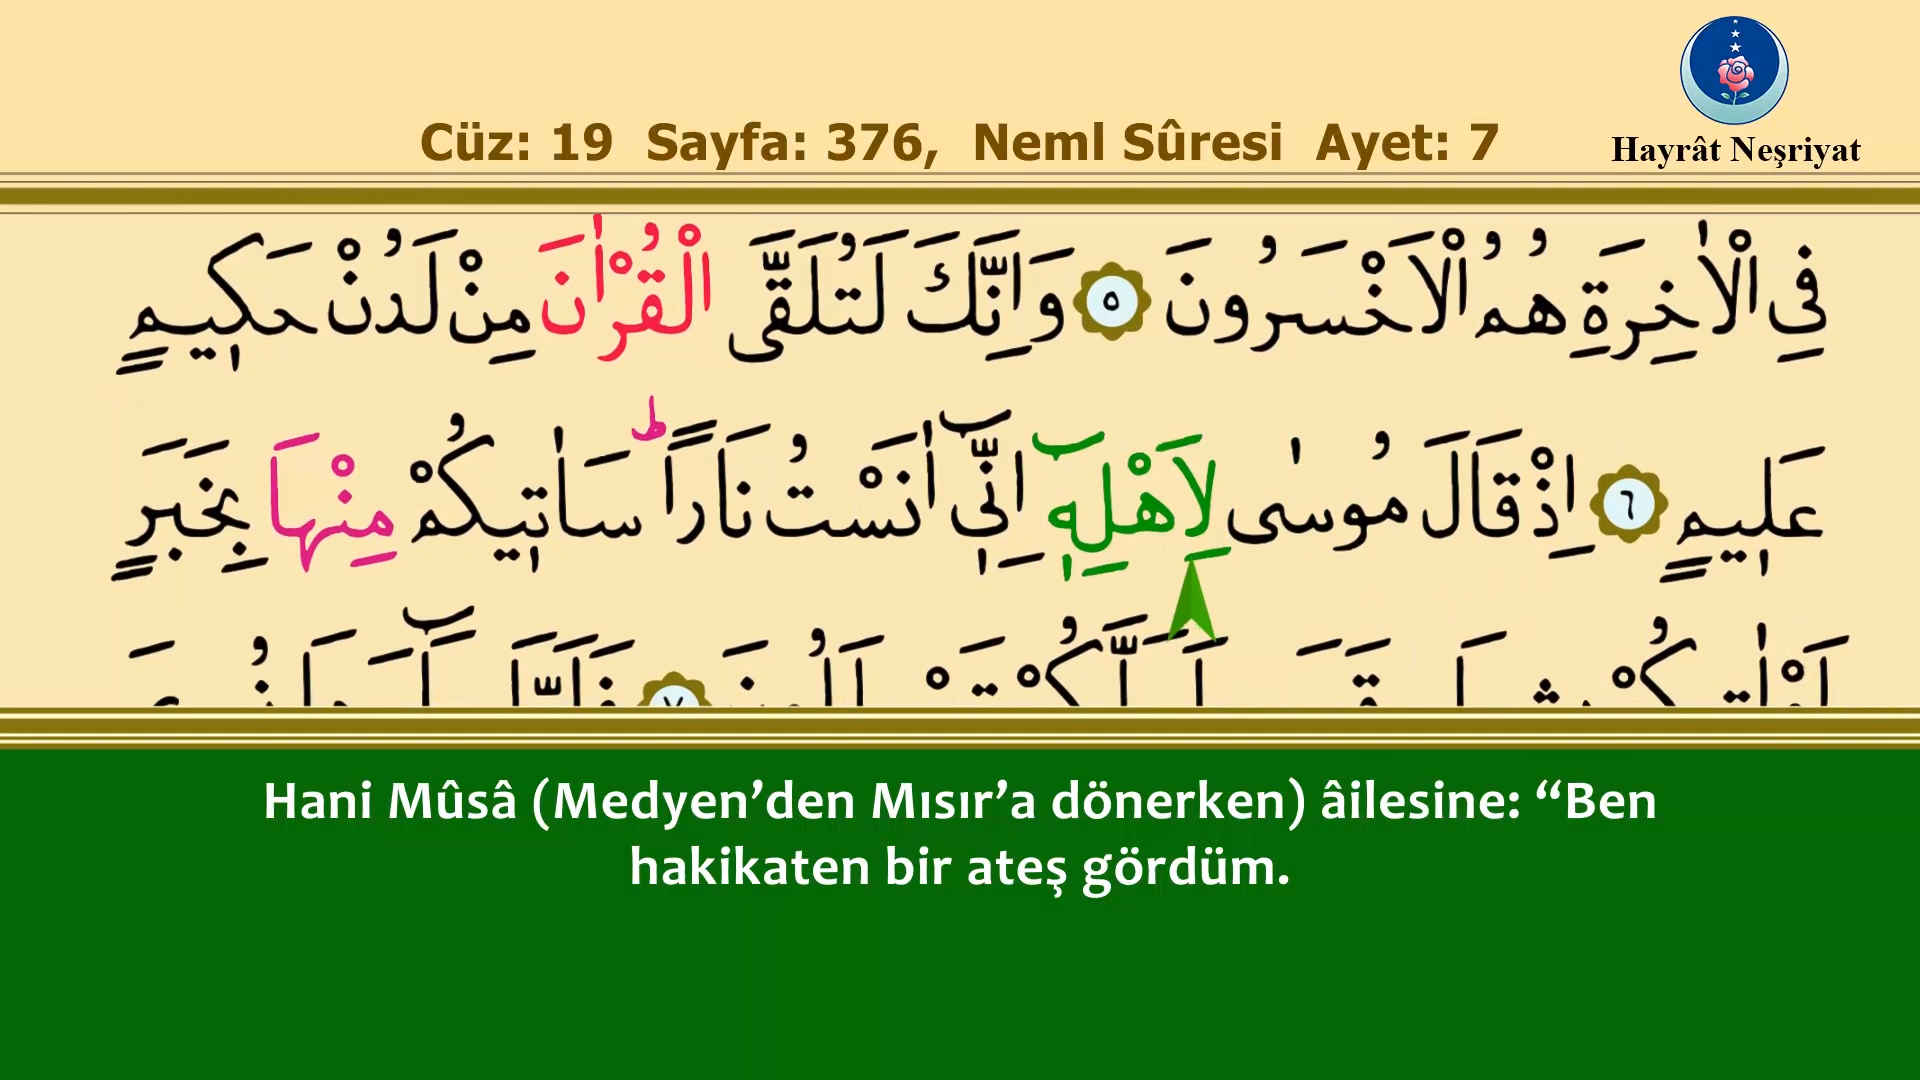 Cüz: 19 Sayfa: 376, Neml Sûresi Ayet: 7
Hayrât Neşriyat
فِي الْاٰخِرَةِ هُمُ الْاَخْسَرُونَ ٥ وَاِنَّكَ لَتُلَقَّى الْقُرْاٰنَ مِنْ لَدُنْ حَكٖيمٍ
عَلٖيمٍ ٦ اِذْ قَالَ مُوسٰى لِاَهْلِهٖٓ اِنّٖٓي اٰنَسْتُ نَاراًؕ سَاٰتٖيكُمْ مِنْهَا بِخَبَرٍ
Hani Mûsâ (Medyen’den Mısır’a dönerken) âilesine: “Ben
hakikaten bir ateş gördüm.